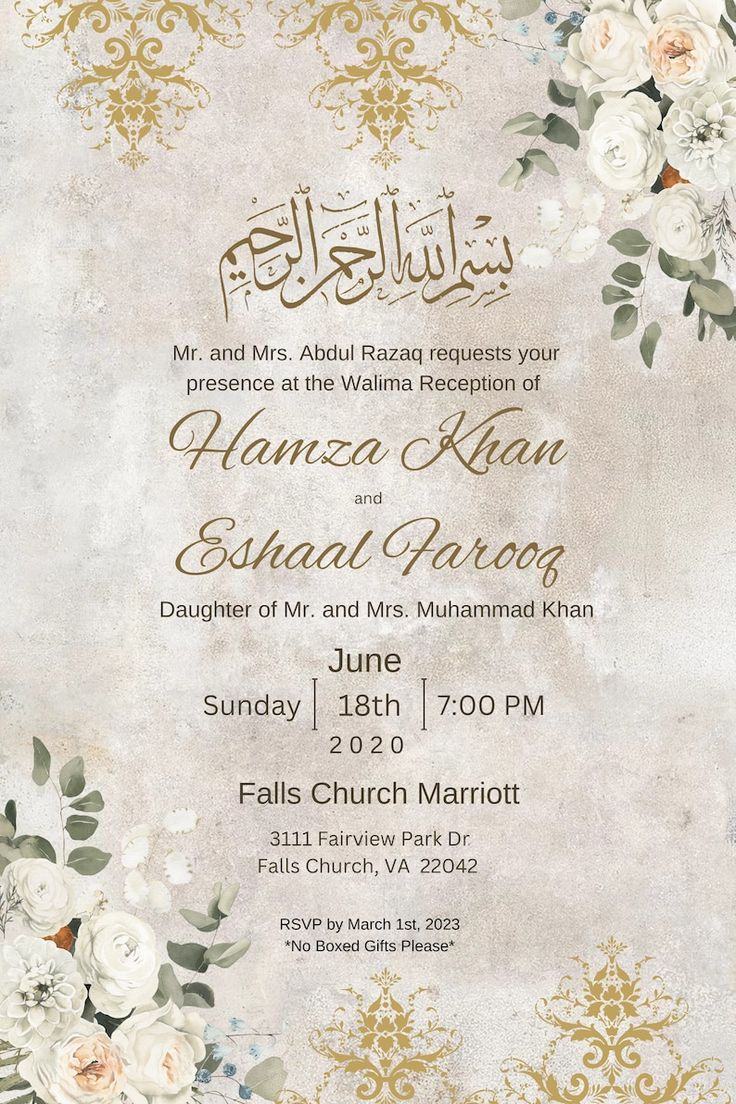 بسم الله الرحمن الرحيم
Mr. and Mrs. Abdul Razaq requests your
presence at the Walima Reception of
Hamza Khan
and
Eshaal Farooq
Daughter of Mr. and Mrs. Muhammad Khan
June
Sunday 18th 7:00 PM
2020
Falls Church Marriott
3111 Fairview Park Dr
Falls Church, VA 22042
RSVP by March 1st, 2023
*No Boxed Gifts Please*